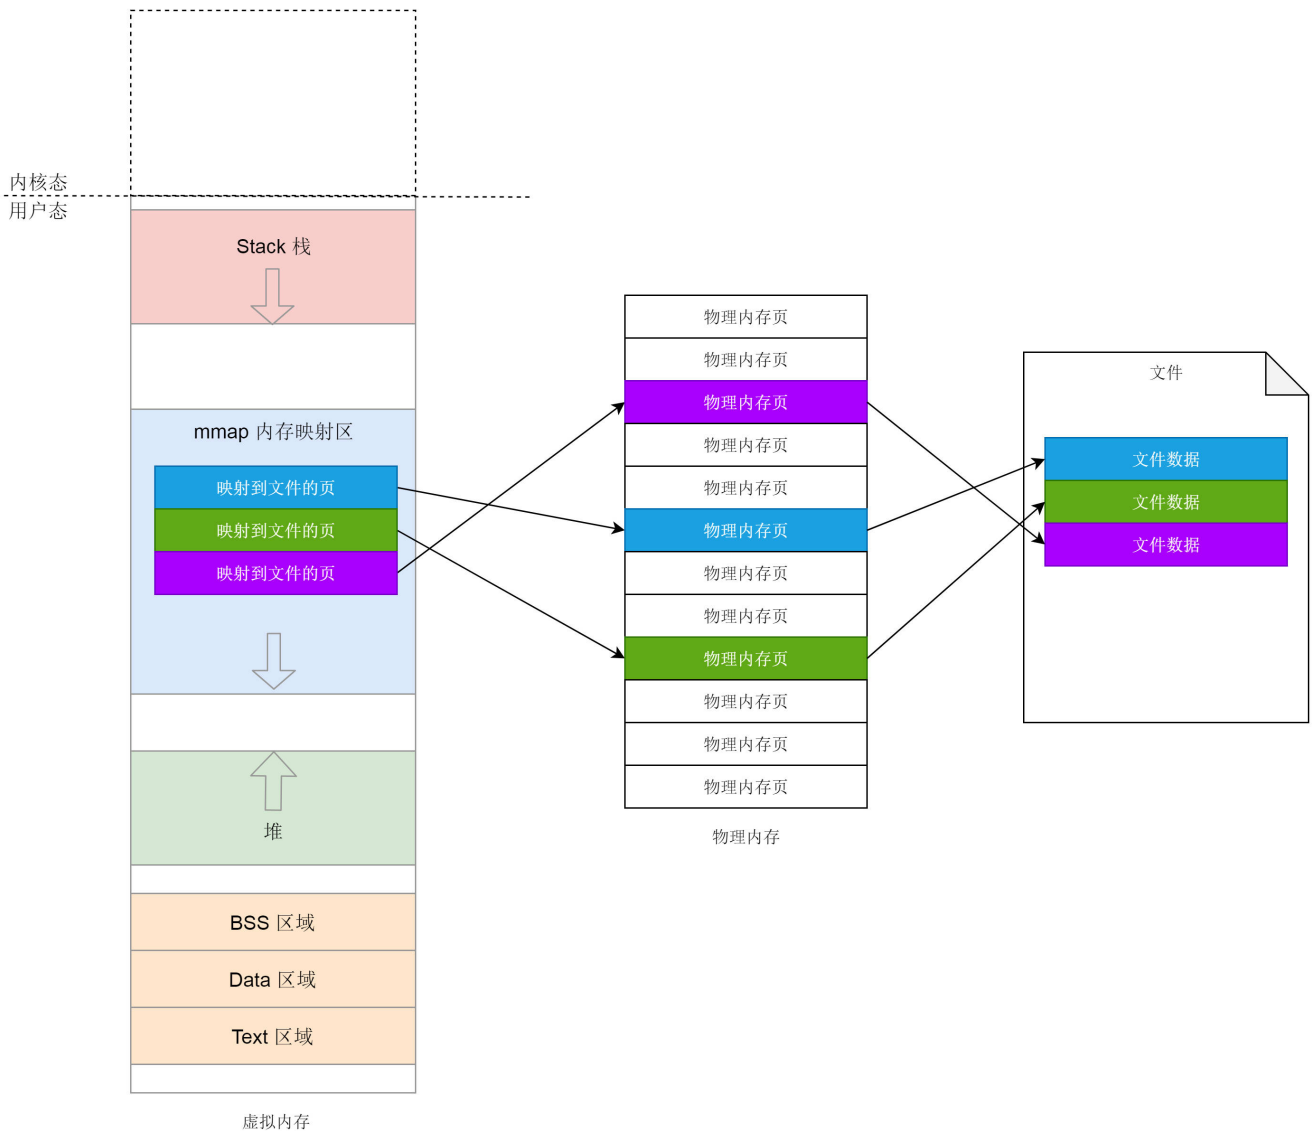 内核态
用户态
Stack 栈
mmap 内存映射区
映射到文件的页
映射到文件的页
映射到文件的页
堆
BSS 区域
Data 区域
Text 区域
虚拟内存
物理内存页
物理内存页
物理内存页
物理内存页
物理内存页
物理内存页
物理内存页
物理内存页
物理内存页
物理内存页
物理内存页
物理内存页
物理内存
文件
文件数据
文件数据
文件数据